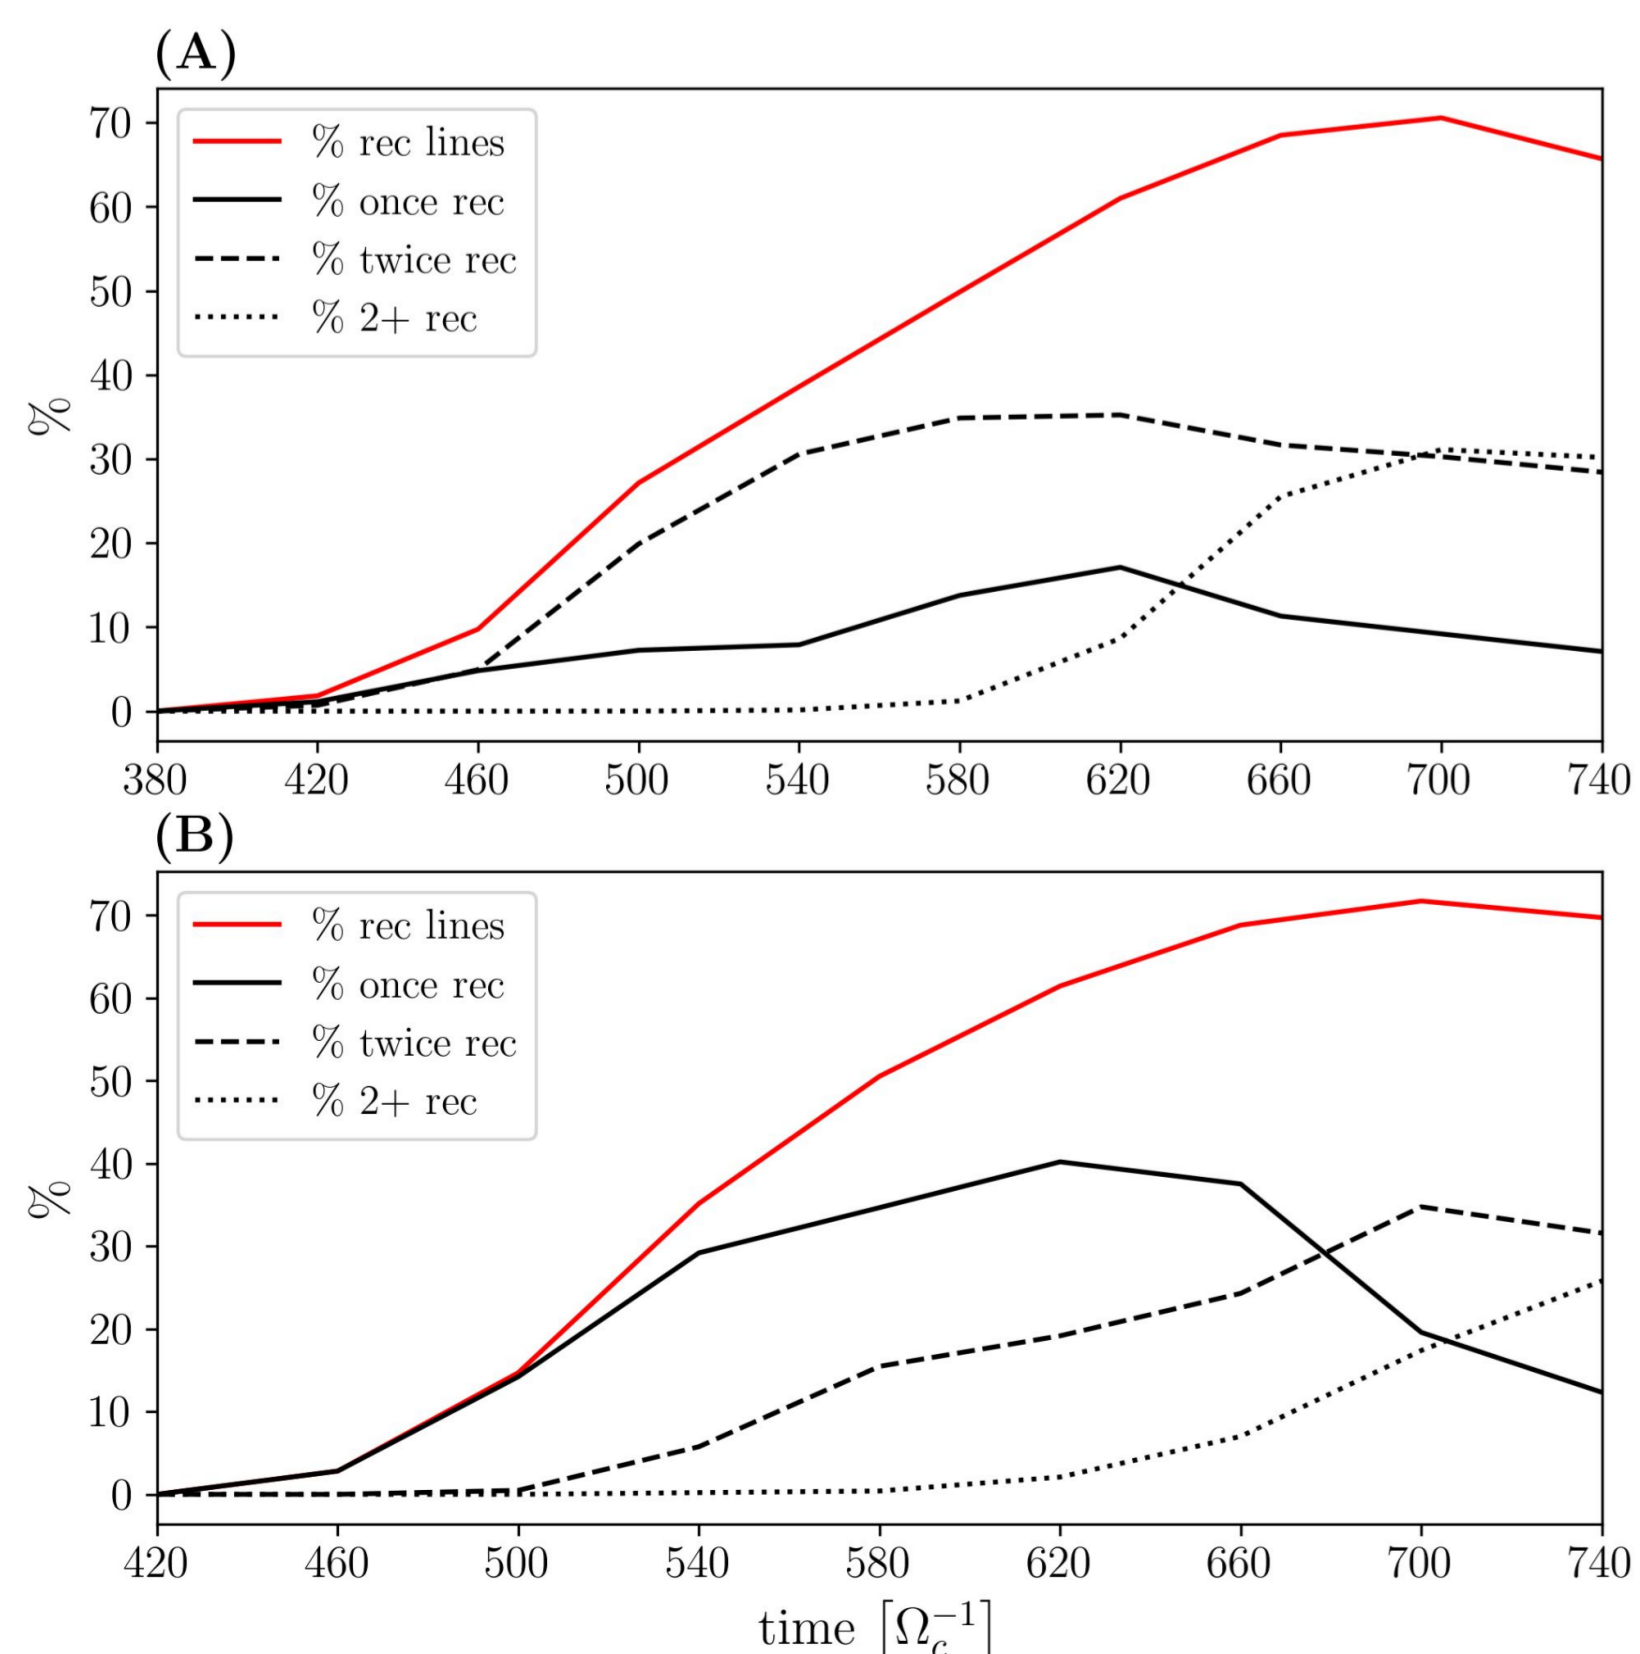 (A)
% rec lines
% once rec
% twice rec
% 2+ rec
70
60
50
40
30
20
10
0
%
380 420 460 500 540 580 620 660 700 740
(B)
% rec lines
% once rec
% twice rec
% 2+ rec
70
60
50
40
30
20
10
0
%
420 460 500 540 580 620 660 700 740
time [Ω_c^{-1}]